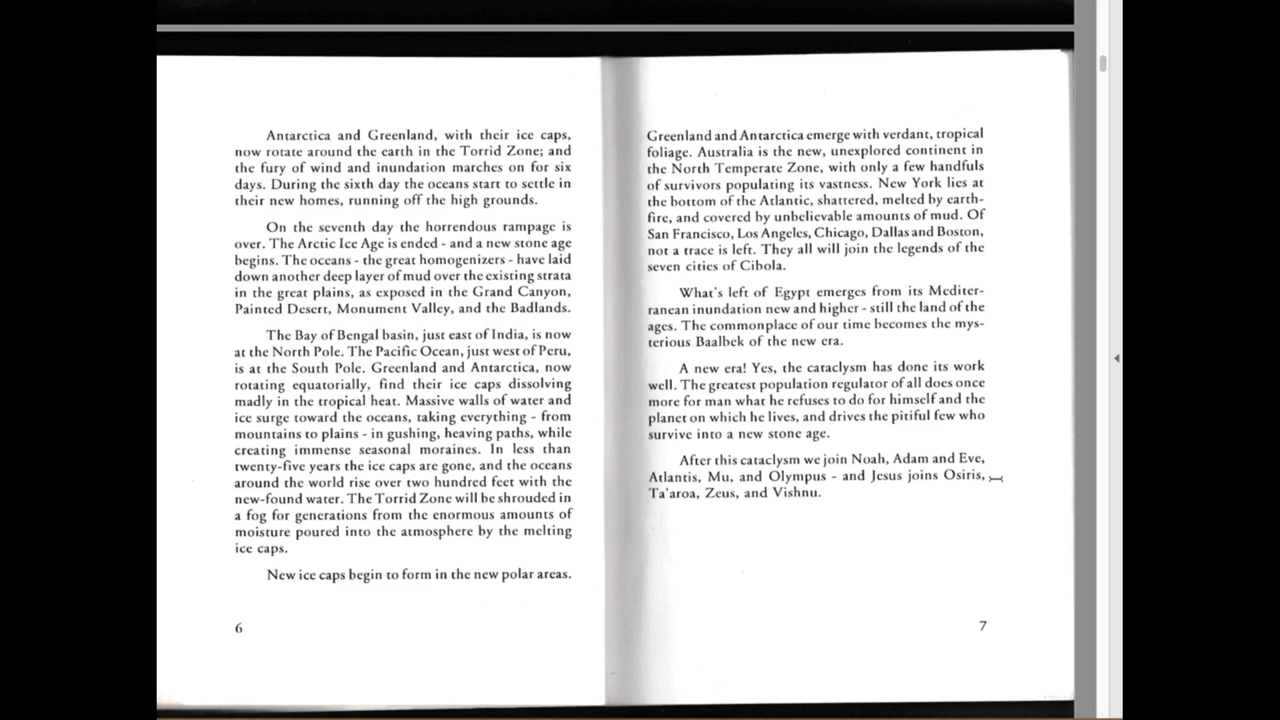 Antarctica and Greenland, with their ice caps,
now rotate around the earth in the Torrid Zone; and
the fury of wind and inundation marches on for six
days. During the sixth day the oceans start to settle in
their new homes, running off the high grounds.
On the seventh day the horrendous rampage is
over. The Arctic Ice Age is ended - and a new stone age
begins. The oceans - the great homogenizers - have laid
down another deep layer of mud over the existing strata
in the great plains, as exposed in the Grand Canyon,
Painted Desert, Monument Valley, and the Badlands.
The Bay of Bengal basin, just east of India, is now
at the North Pole. The Pacific Ocean, just west of Peru,
is at the South Pole. Greenland and Antarctica, now
rotating equatorially, find their ice caps dissolving
madly in the tropical heat. Massive walls of water and
ice surge toward the oceans, taking everything - from
mountains to plains - in gushing, heaving paths, while
creating immense seasonal moraines. In less than
twenty-five years the ice caps are gone, and the oceans
around the world rise over two hundred feet with the
new-found water. The Torrid Zone will be shrouded in
a fog for generations from the enormous amounts of
moisture poured into the atmosphere by the melting
ice caps.
New ice caps begin to form in the new polar areas.
6
Greenland and Antarctica emerge with verdant, tropical
foliage. Australia is the new, unexplored continent in
the North Temperate Zone, with only a few handfuls
of survivors populating its vastness. New York lies at
the bottom of the Atlantic, shattered, melted by earth-
fire, and covered by unbelievable amounts of mud. Of
San Francisco, Los Angeles, Chicago, Dallas and Boston,
not a trace is left. They all will join the legends of the
seven cities of Cibola.
What's left of Egypt emerges from its Mediter-
ranean inundation new and higher - still the land of the
ages. The commonplace of our time becomes the mys-
terious Baalbek of the new era.
A new era! Yes, the cataclysm has done its work
well. The greatest population regulator of all does once
more for man what he refuses to do for himself and the
planet on which he lives, and drives the pitiful few who
survive into a new stone age.
After this cataclysm we join Noah, Adam and Eve,
Atlantis, Mu, and Olympus - and Jesus joins Osiris,
Ta'aroa, Zeus, and Vishnu.
7